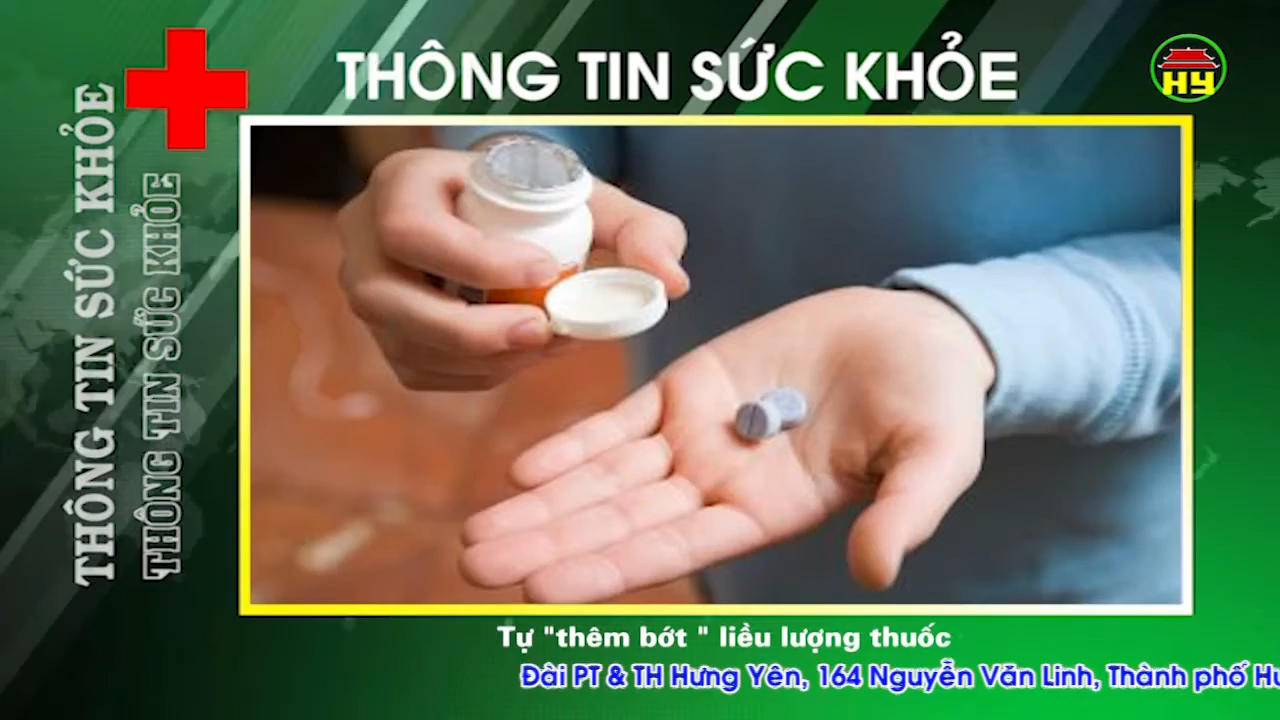 THÔNG TIN SỨC KHỎE
HY
THÔNG TIN SỨC KHỎE
THÔNG TIN SỨC KHỎE
Tự "thêm bớt " liều lượng thuốc
Đài PT & TH Hưng Yên, 164 Nguyễn Văn Linh, Thành phố Hư